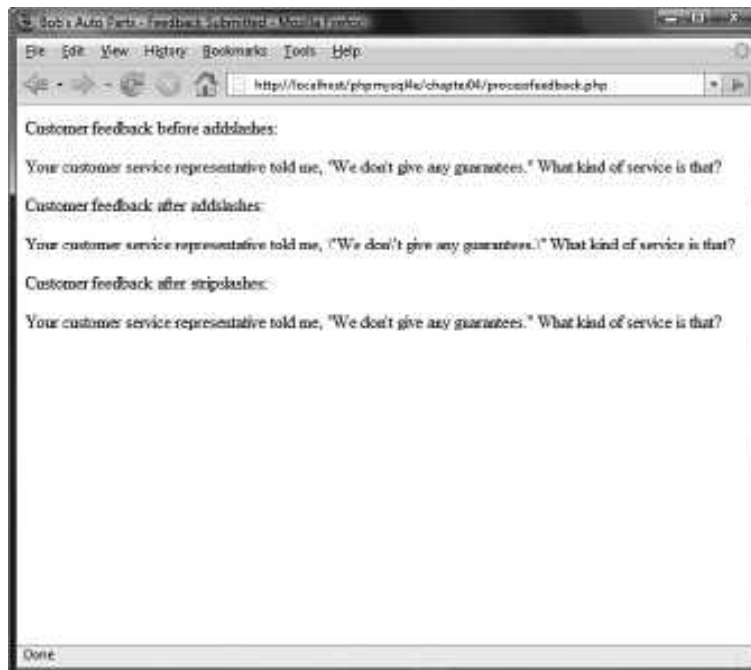 Bob's Auto Parts - Feedback Submitted - Mozilla Firefox
File Edit View History Bookmarks Tools Help
http://localhost/phpmysql4e/chapter04/processfeedback.php
Customer feedback before addslashes:
Your customer service representative told me, "We don't give any guarantees." What kind of service is that?
Customer feedback after addslashes:
Your customer service representative told me, \"We don\'t give any guarantees.\" What kind of service is that?
Customer feedback after stripslashes:
Your customer service representative told me, "We don't give any guarantees." What kind of service is that?
Done